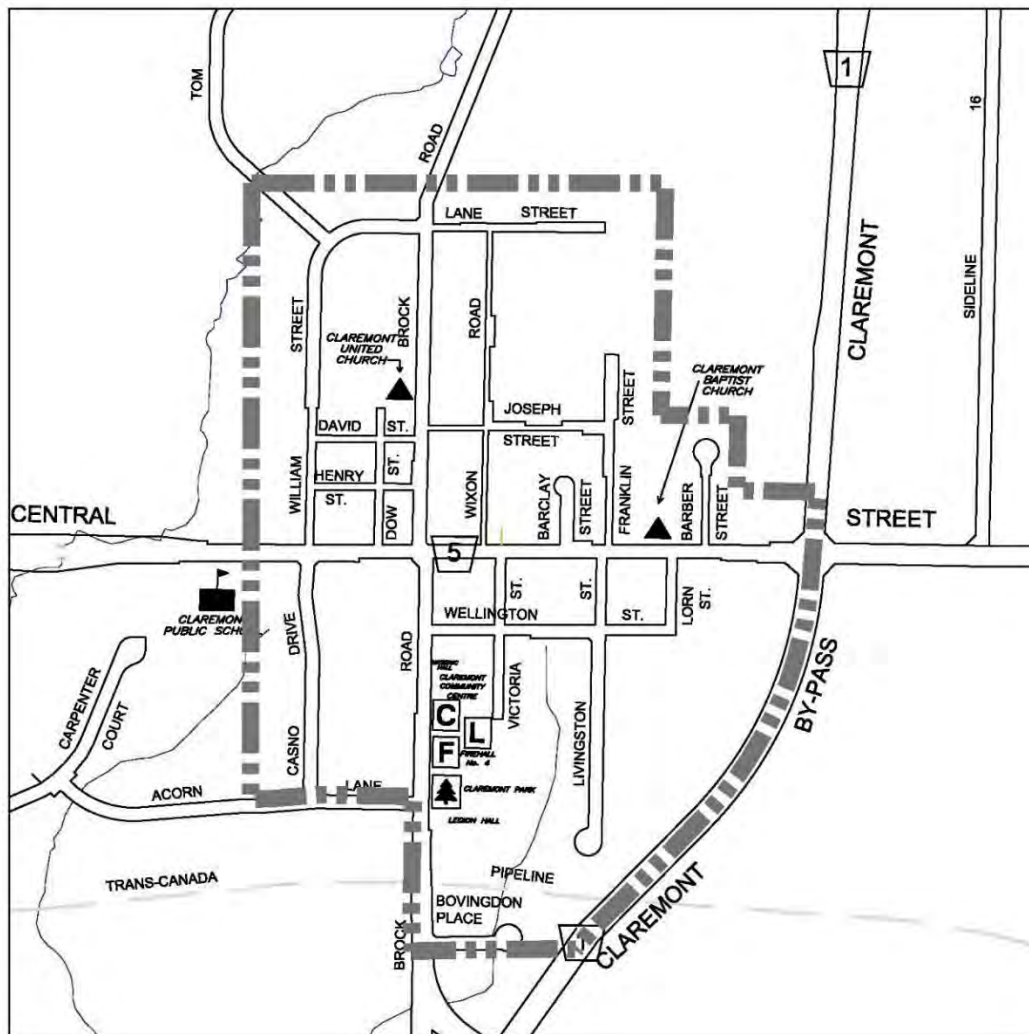 TOM
ROAD
1
16
LANE STREET
CLAREMONT
SIDELINE
STREET
BROCK
ROAD
CLAREMONT
UNITED
CHURCH
CLAREMONT
BAPTIST
CHURCH
STREET
JOSEPH
STREET
DAVID ST.
HENRY
ST.
ST.
WILLIAM
DOW
WIXON
BARCLAY
STREET
FRANKLIN
BARBER
STREET
CENTRAL
STREET
5
CLAREMONT
PUBLIC
ST.
ST.
WELLINGTON ST.
LORN
ST.
DRIVE
ROAD
HALL
CLAREMONT
COMMUNITY
CENTRE
C
L
F
FIREHALL
No. 4
VICTORIA
BY-PASS
CARPENTER
COURT
CASNO
LIVINGSTON
ACORN LANE
CLAREMONT PARK
LEGION HALL
TRANS-CANADA
PIPELINE
BOVINGDON
PLACE
BROCK
CLAREMONT